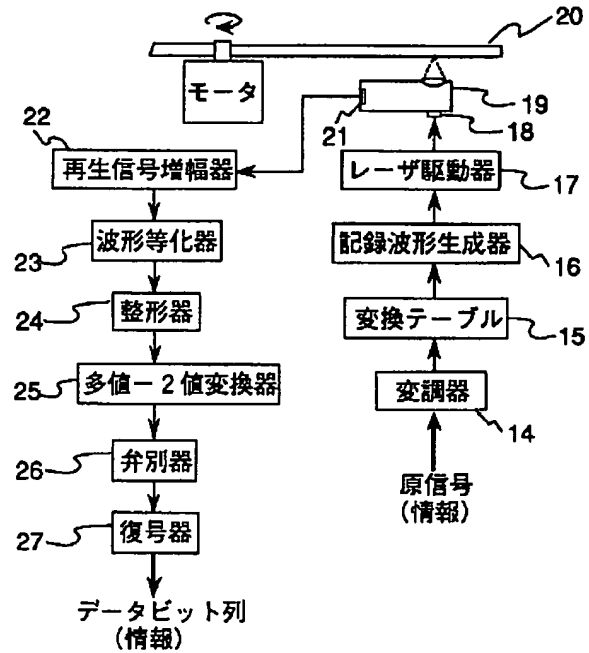 20
モータ
21
19
18
22
再生信号増幅器
レーザ駆動器
17
波形等化器
23
記録波形生成器
16
整形器
24
変換テーブル
15
多値－2値変換器
25
変調器
14
弁別器
26
原信号
(情報)
復号器
27
データビット列
(情報)